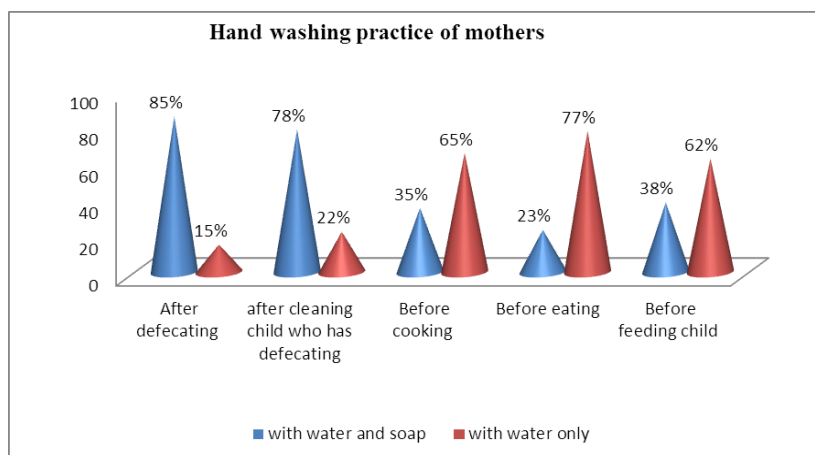 Hand washing practice of mothers
100
80
60
40
20
0
85%
15%
78%
22%
35%
65%
23%
77%
38%
62%
After
defecating
after cleaning
child who has
defecating
Before
cooking
Before eating
Before
feeding child
with water and soap
with water only